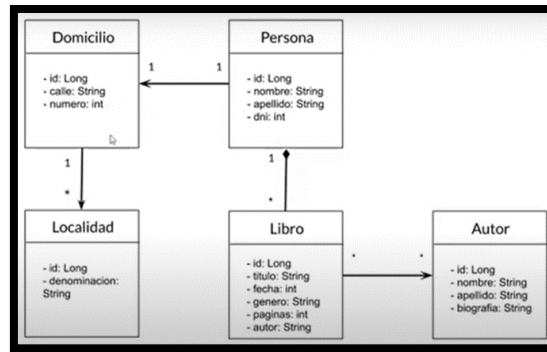 Domicilio
- id: Long
- calle: String
- numero: int
1
1
Persona
- id: Long
- nombre: String
- apellido: String
- dni: int
1
*
1
*
Localidad
- id: Long
- denominacion:
String
Libro
- id: Long
- titulo: String
- fecha: int
- genero: String
- paginas: int
- autor: String
*
*
Autor
- id: Long
- nombre: String
- apellido: String
- biografia: String